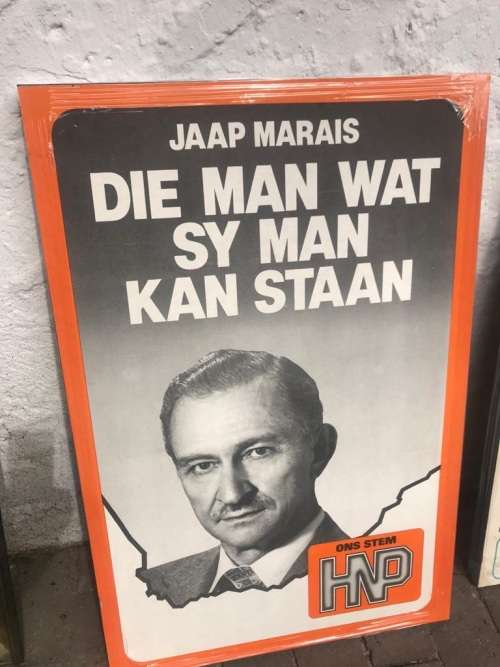 JAAP MARAIS
DIE MAN WAT
SY MAN
KAN STAAN
ONS STEM
HNP